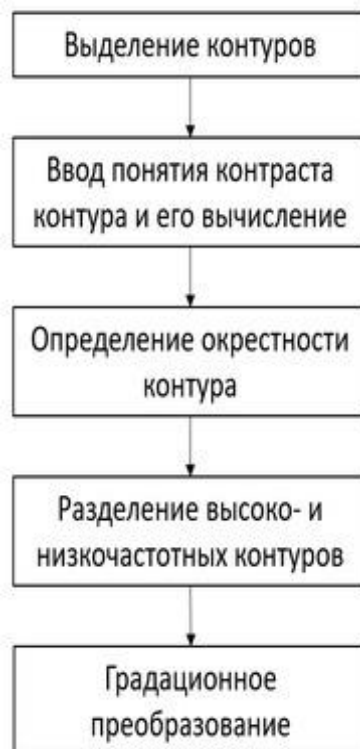 Выделение контуров
Ввод понятия контраста
контура и его вычисление
Определение окрестности
контура
Разделение высоко- и
низкочастотных контуров
Градационное
преобразование